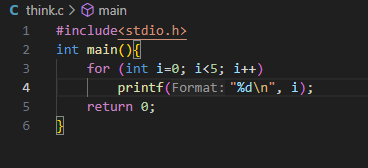 C think.c > main
1 #include<stdio.h>
2 int main(){
3 for (int i=0; i<5; i++)
4 printf(Format: "%d\n", i);
5 return 0;
6 }